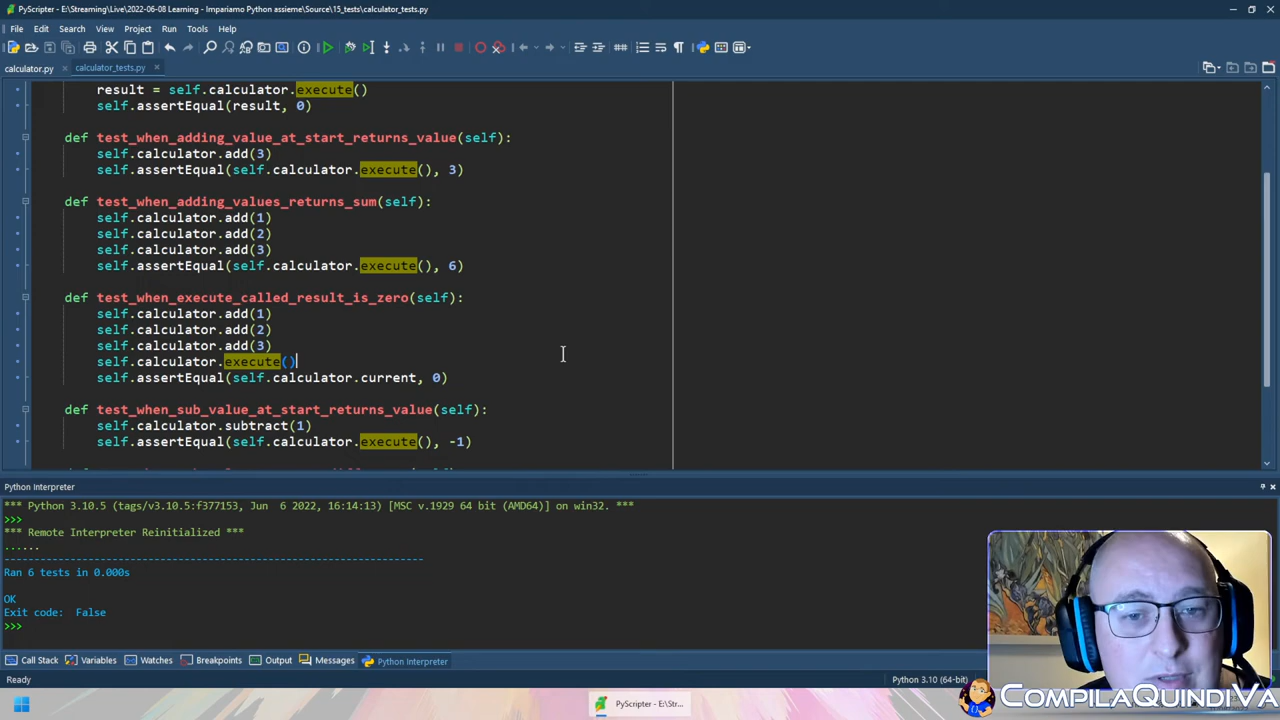 PyScripter - E:\Streaming\Live\2022-06-08 Learning - Impariamo Python assieme\Source\15_tests\calculator_tests.py
File Edit Search View Project Run Tools Help
calculator.py × calculator_tests.py ×
result = self.calculator.execute()
self.assertEqual(result, 0)
def test_when_adding_value_at_start_returns_value(self):
self.calculator.add(3)
self.assertEqual(self.calculator.execute(), 3)
def test_when_adding_values_returns_sum(self):
self.calculator.add(1)
self.calculator.add(2)
self.calculator.add(3)
self.assertEqual(self.calculator.execute(), 6)
def test_when_execute_called_result_is_zero(self):
self.calculator.add(1)
self.calculator.add(2)
self.calculator.add(3)
self.calculator.execute()
self.assertEqual(self.calculator.current, 0)
def test_when_sub_value_at_start_returns_value(self):
self.calculator.subtract(1)
self.assertEqual(self.calculator.execute(), -1)
Python Interpreter
*** Python 3.10.5 (tags/v3.10.5:f377153, Jun  6 2022, 16:14:13) [MSC v.1929 64 bit (AMD64)] on win32. ***
>>>
*** Remote Interpreter Reinitialized ***
......
----------------------------------------------------------------------
Ran 6 tests in 0.000s
OK
Exit code:  False
>>>
Call Stack Variables Watches Breakpoints Output Messages Python Interpreter
Ready Python 3.10 (64-bit)
PyScripter - E:\Stre...
CompilaQuindiVa